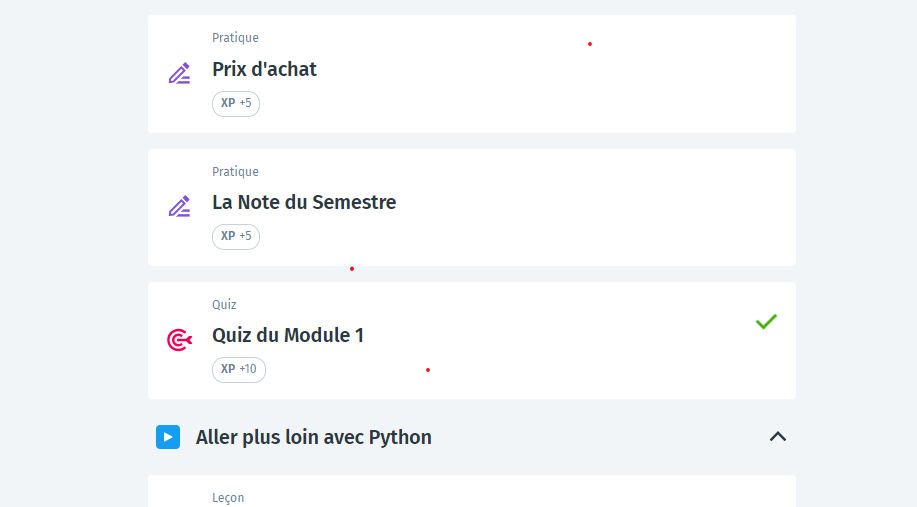 Pratique
Prix d'achat
XP +5
Pratique
La Note du Semestre
XP +5
Quiz
Quiz du Module 1
XP +10
Aller plus loin avec Python
Leçon